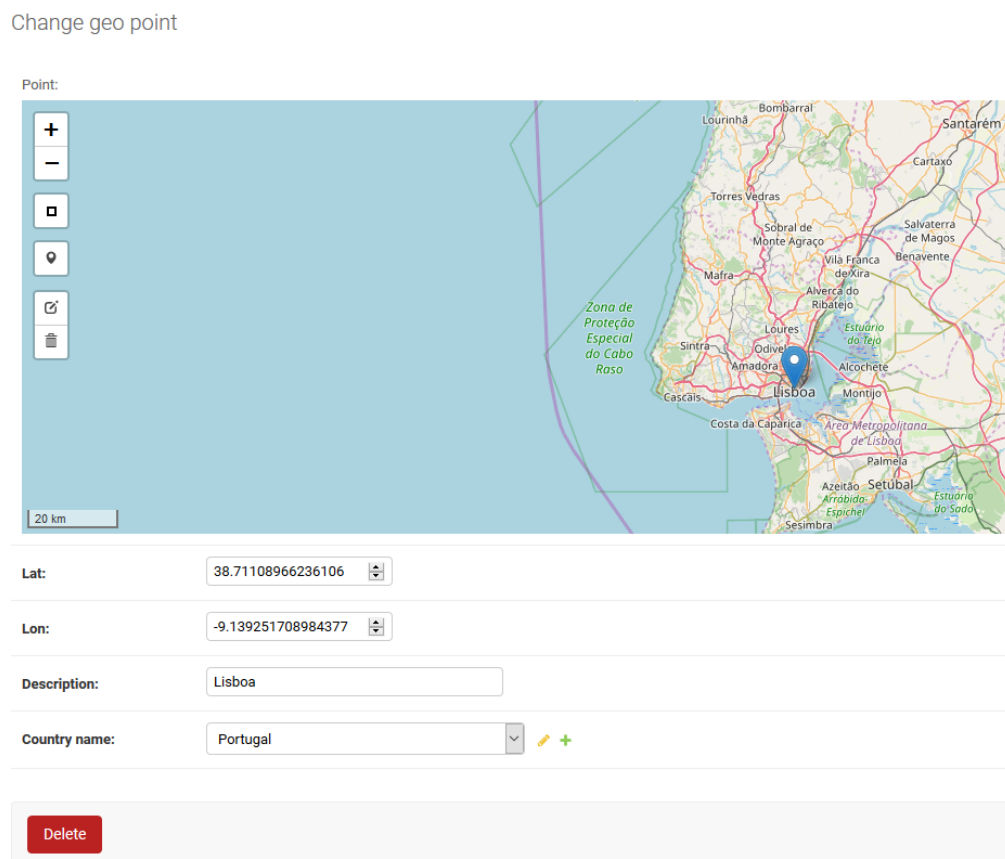 Change geo point
Point:
+
−
Bombarral
Lourinhã
Santarém
Cartaxo
Torres Vedras
Sobral de
Monte Agraço
Salvaterra
de Magos
Vila Franca
de Xira
Benavente
Mafra
Alverca do
Ribatejo
Zona de
Proteção
Especial
do Cabo
Raso
Loures
Estuário
do Tejo
Sintra
Odivel
Amadora
Alcochete
Lisboa
Montijo
Cascais
Costa da Caparica
Área Metropolitana
de Lisboa
Palmela
Azeitão
Setúbal
Arrábida-
Espichel
Estuário
do Sado
Sesimbra
20 km
Lat:
38.71108966236106
Lon:
-9.139251708984377
Description:
Lisboa
Country name:
Portugal
Delete